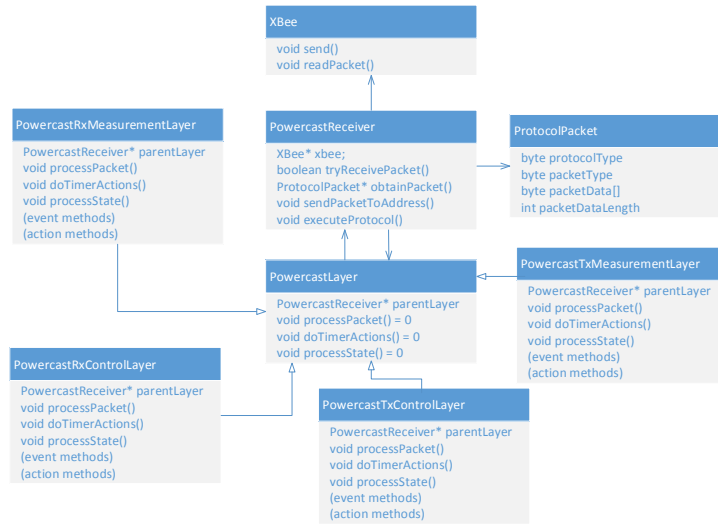 XBee
void send()
void readPacket()
PowercastRxMeasurementLayer
PowercastReceiver* parentLayer
void processPacket()
void doTimerActions()
void processState()
(event methods)
(action methods)
PowercastReceiver
XBee* xbee;
boolean tryReceivePacket()
ProtocolPacket* obtainPacket()
void sendPacketToAddress()
void executeProtocol()
ProtocolPacket
byte protocolType
byte packetType
byte packetData[]
int packetDataLength
PowercastLayer
PowercastReceiver* parentLayer
void processPacket() = 0
void doTimerActions() = 0
void processState() = 0
PowercastTxMeasurementLayer
PowercastReceiver* parentLayer
void processPacket()
void doTimerActions()
void processState()
(event methods)
(action methods)
PowercastRxControlLayer
PowercastReceiver* parentLayer
void processPacket()
void doTimerActions()
void processState()
(event methods)
(action methods)
PowercastTxControlLayer
PowercastReceiver* parentLayer
void processPacket()
void doTimerActions()
void processState()
(event methods)
(action methods)